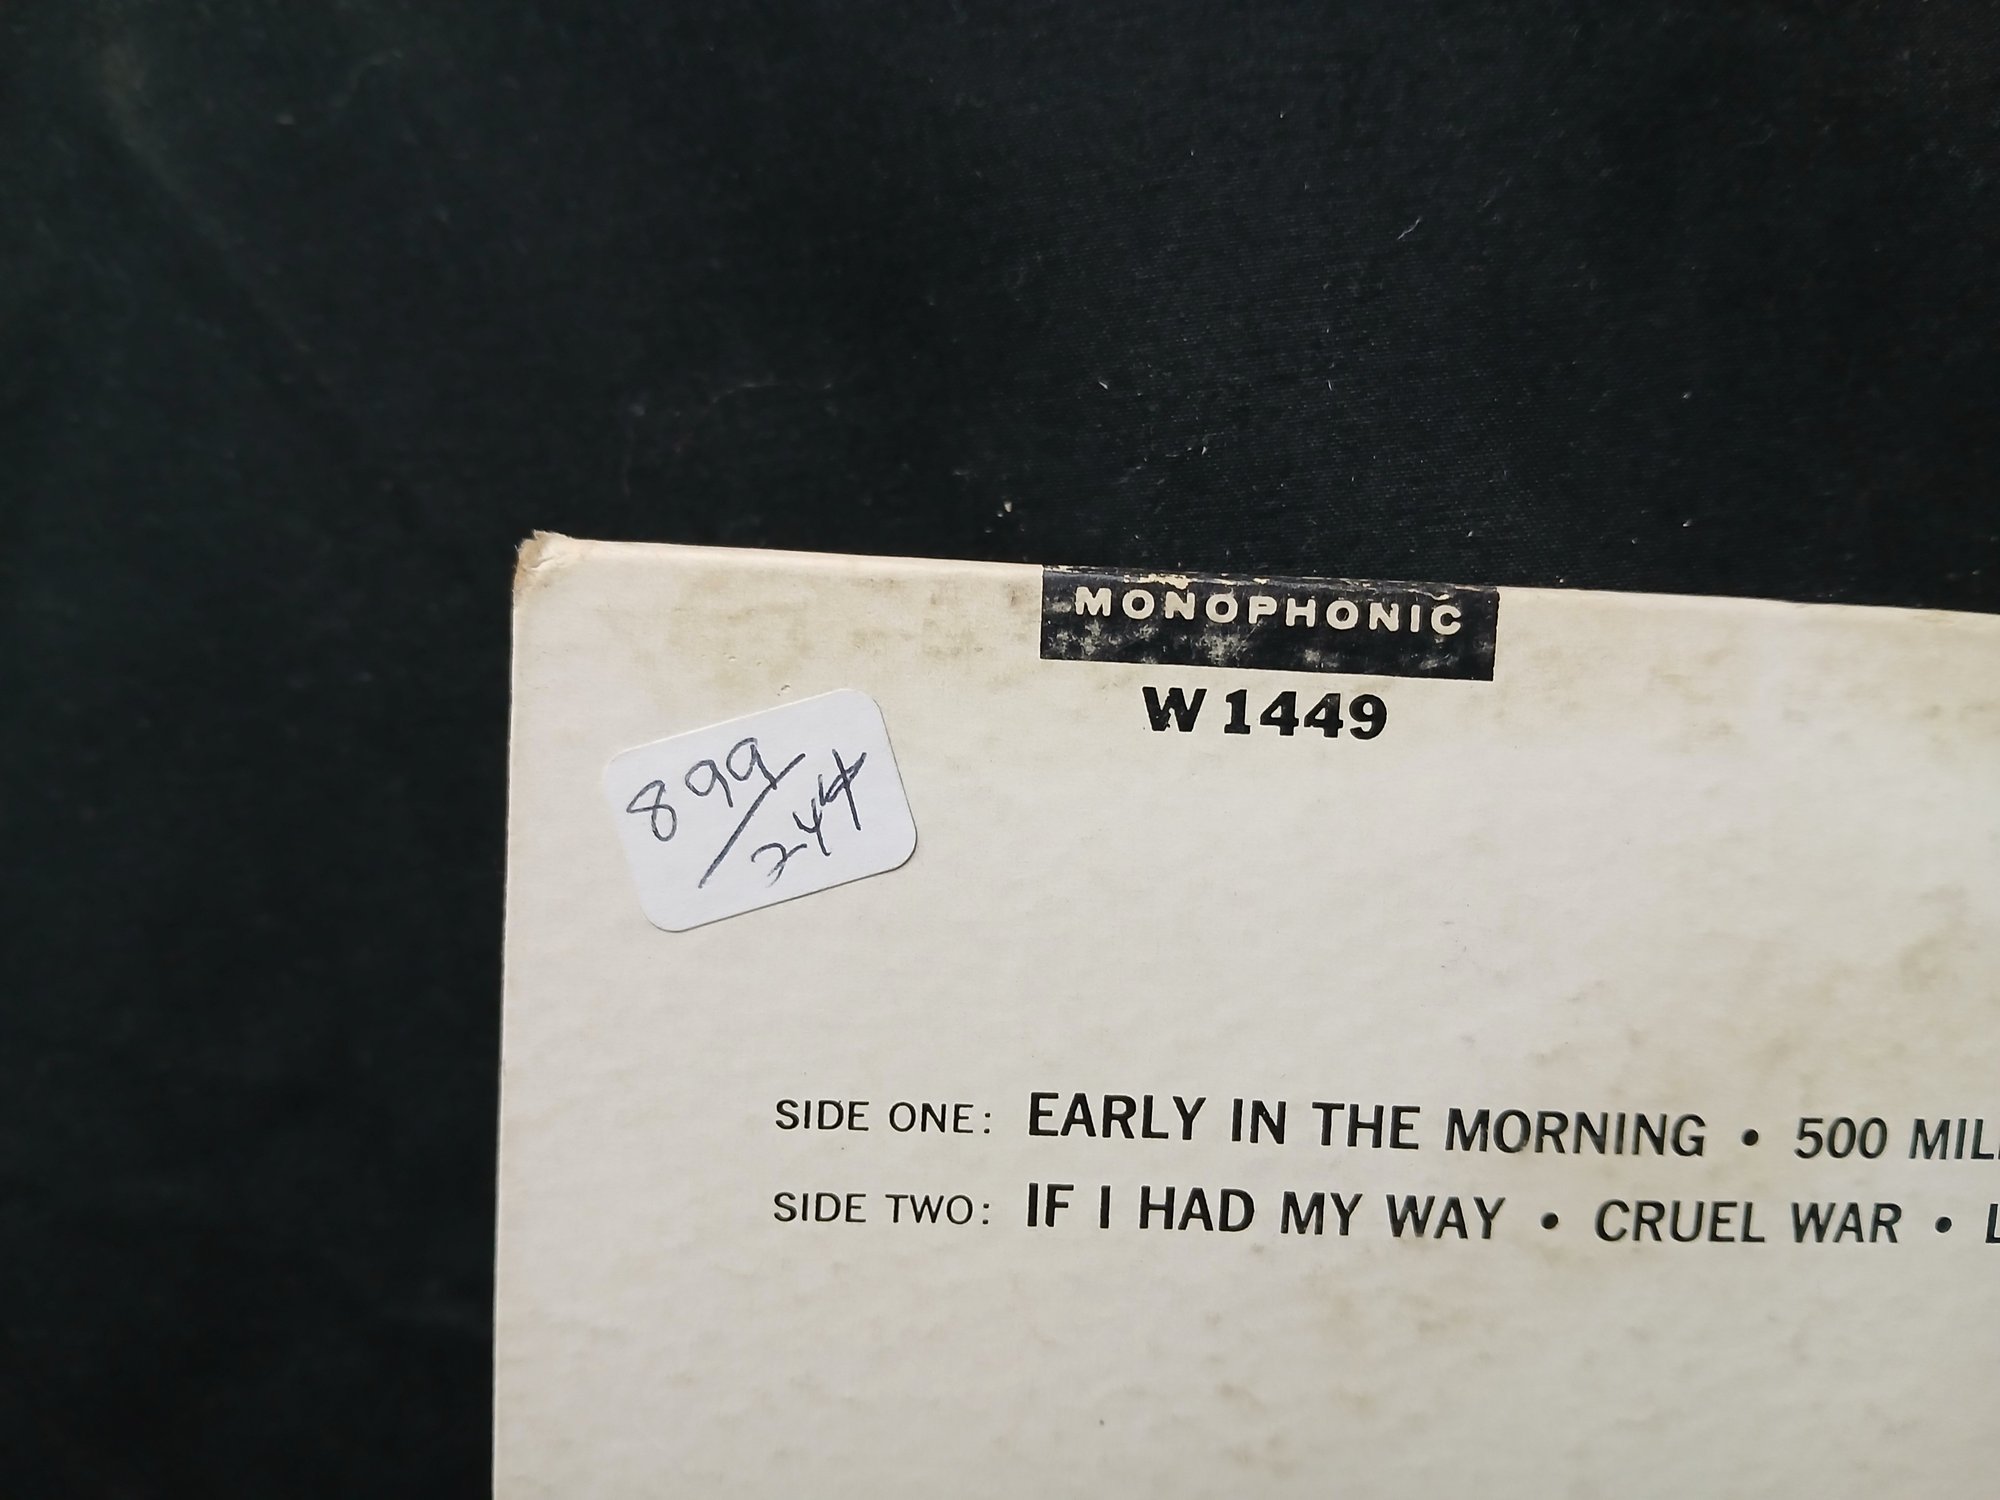 MONOPHONIC
W 1449
899/244
SIDE ONE: EARLY IN THE MORNING • 500
SIDE TWO: IF I HAD MY WAY • CRUEL WAR •